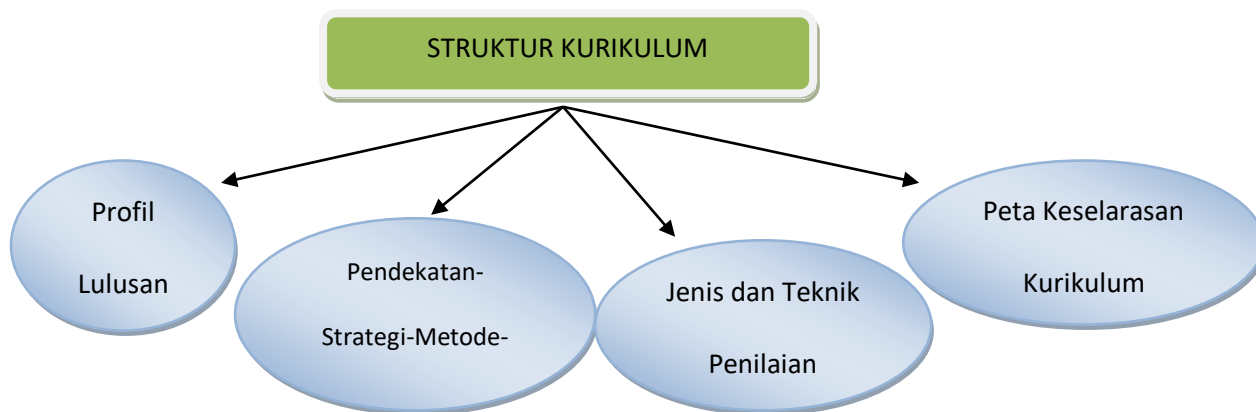 STRUKTUR KURIKULUM
Profil
Lulusan
Pendekatan-
Strategi-Metode-
Jenis dan Teknik
Penilaian
Peta Keselarasan
Kurikulum